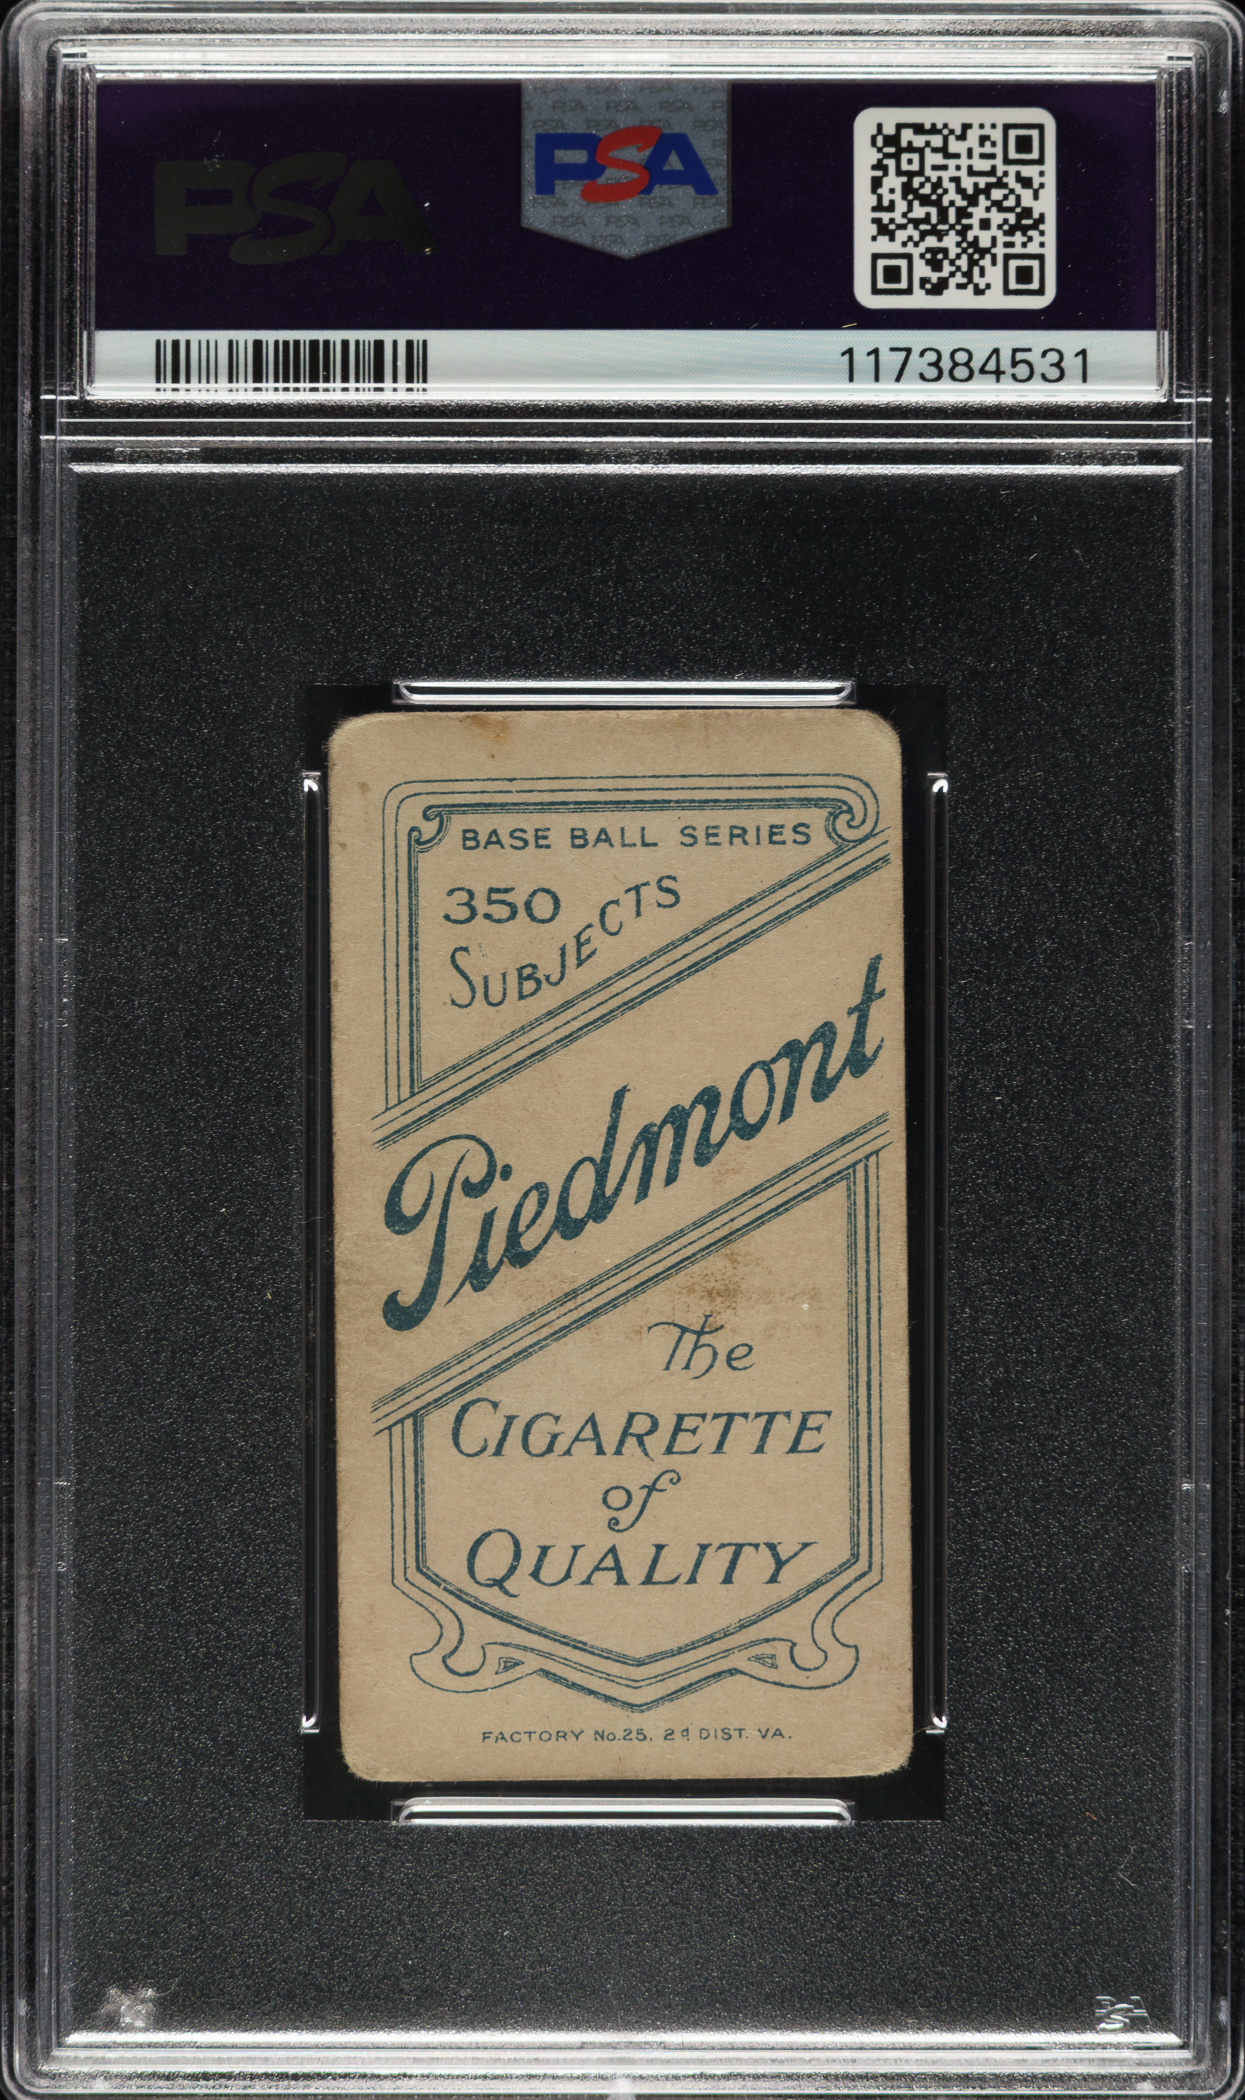 PSA
PSA
117384531
BASE BALL SERIES
350
SUBJECTS
Piedmont
The
CIGARETTE
of
QUALITY
FACTORY No.25. 2d DIST. VA.
PSA